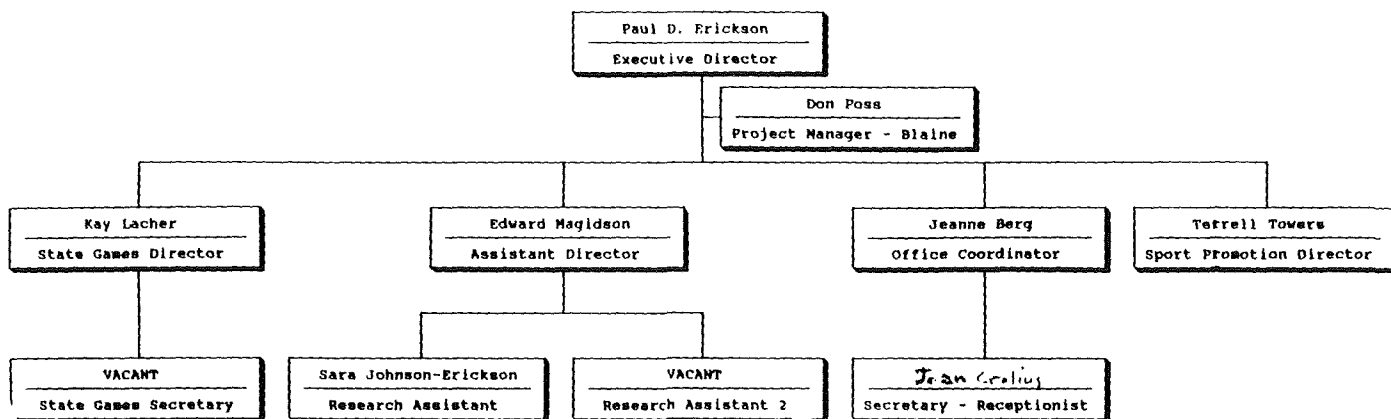 Paul D. Erickson
Executive Director
Don Poss
Project Manager - Blaine
Kay Lacher
State Games Director
Edward Magidson
Assistant Director
Jeanne Berg
Office Coordinator
Terrell Towers
Sport Promotion Director
VACANT
State Games Secretary
Sara Johnson-Erickson
Research Assistant
VACANT
Research Assistant 2
Jean
Secretary - Receptionist